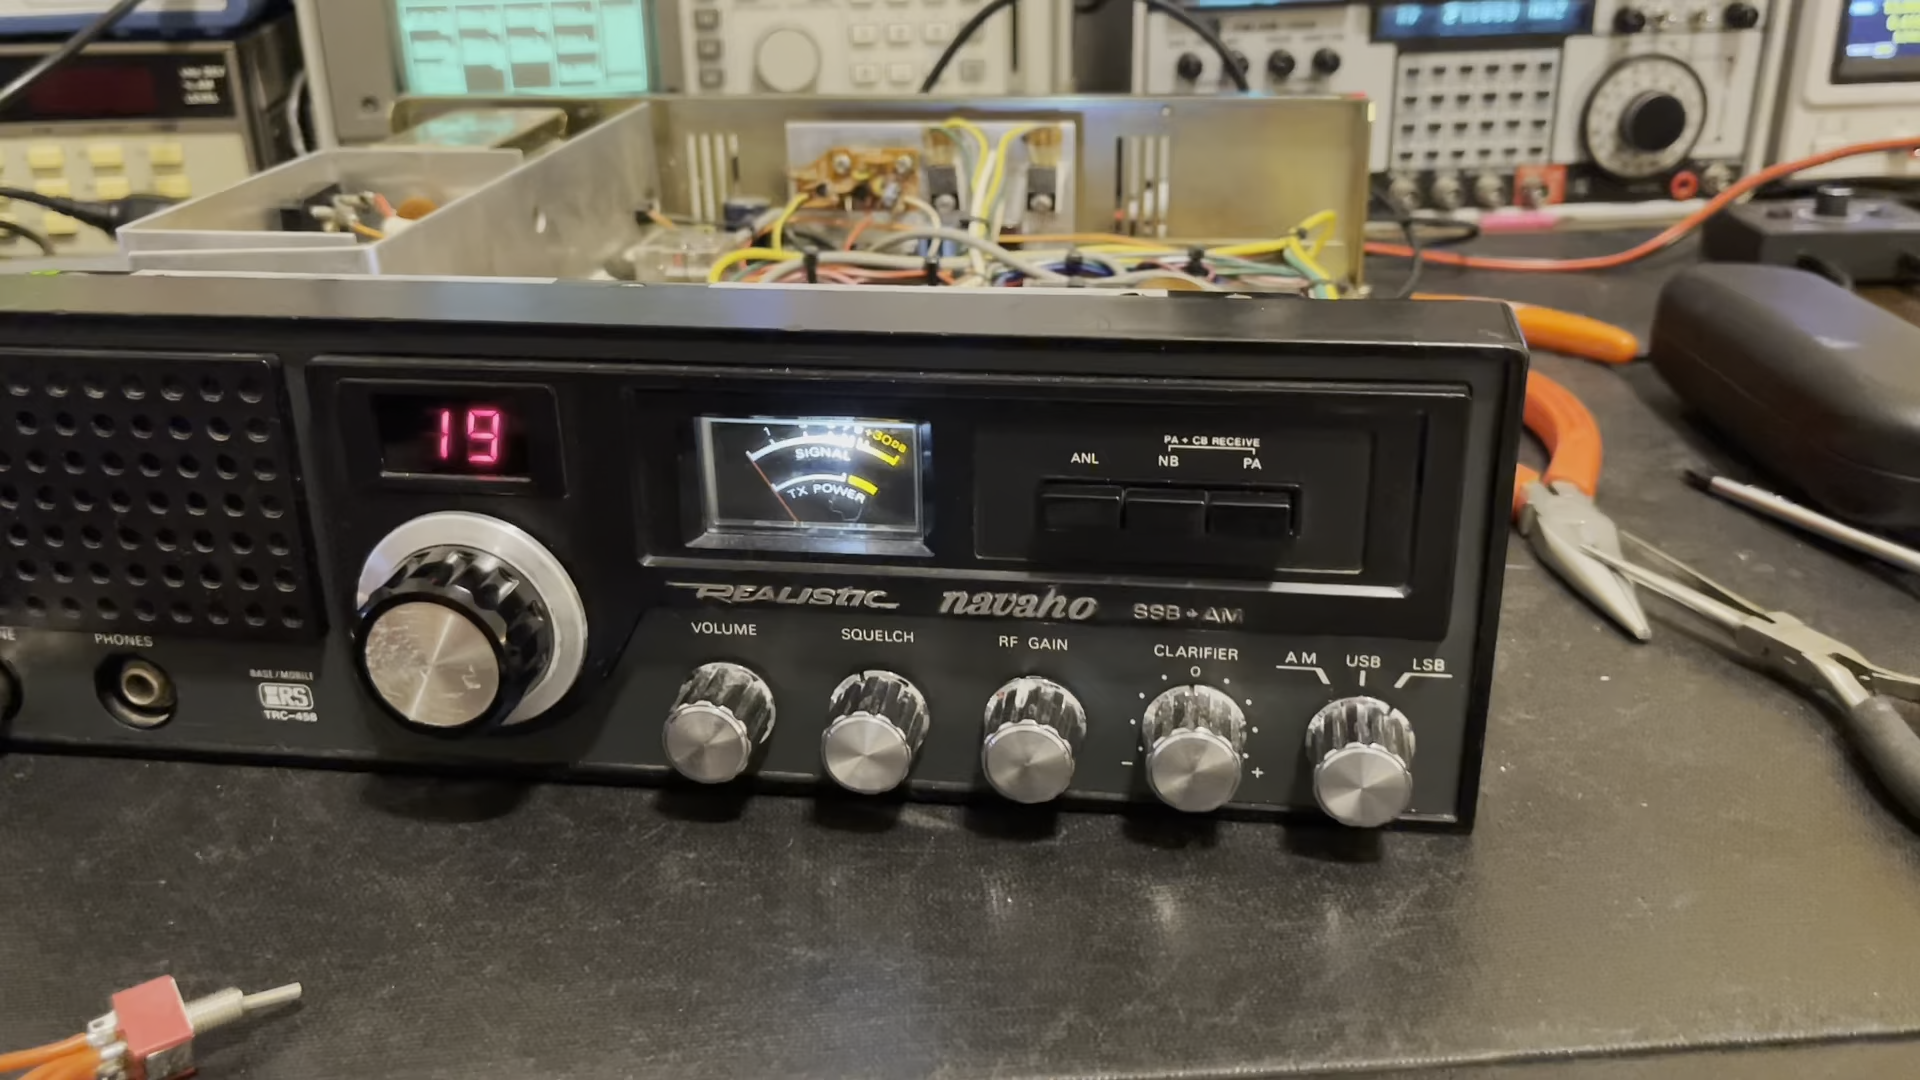 19
+30DB
SIGNAL
TX POWER
PA + CB RECEIVE
ANL
NB
PA
REALISTIC
navaho
SSB + AM
VOLUME
SQUELCH
RF GAIN
CLARIFIER
O
- +
AM
USB
LSB
PHONES
BASE/MOBILE
RS
TRC-458